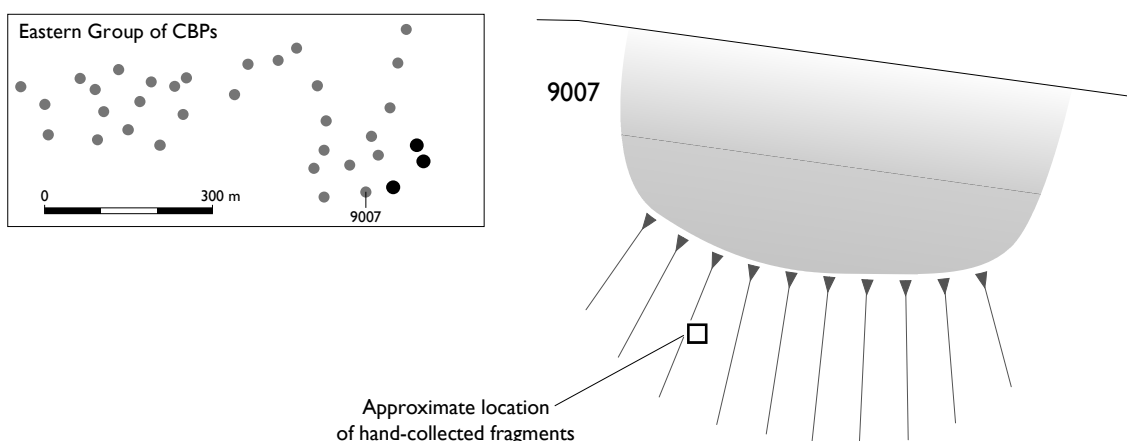 Eastern Group of CBPs
0 300 m
9007
9007
Approximate location
of hand-collected fragments